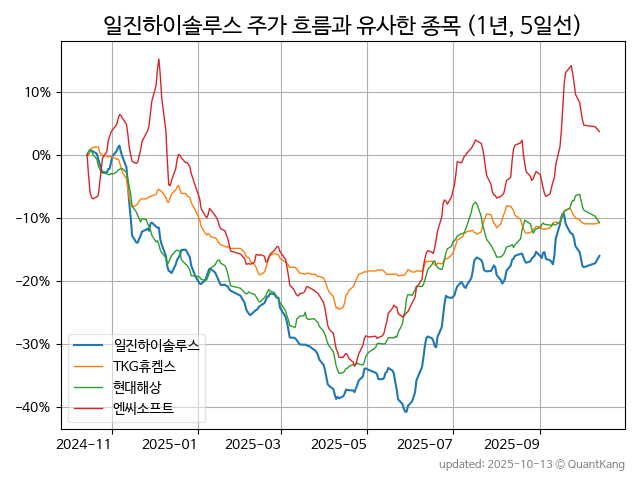 일진하이솔루스 주가 흐름과 유사한 종목 (1년, 5일선)
10%
0%
−10%
−20%
−30%
−40%
일진하이솔루스
TKG휴켐스
현대해상
엔씨소프트
2024-11
2025-01
2025-03
2025-05
2025-07
2025-09
updated: 2025-10-13 © QuantKang